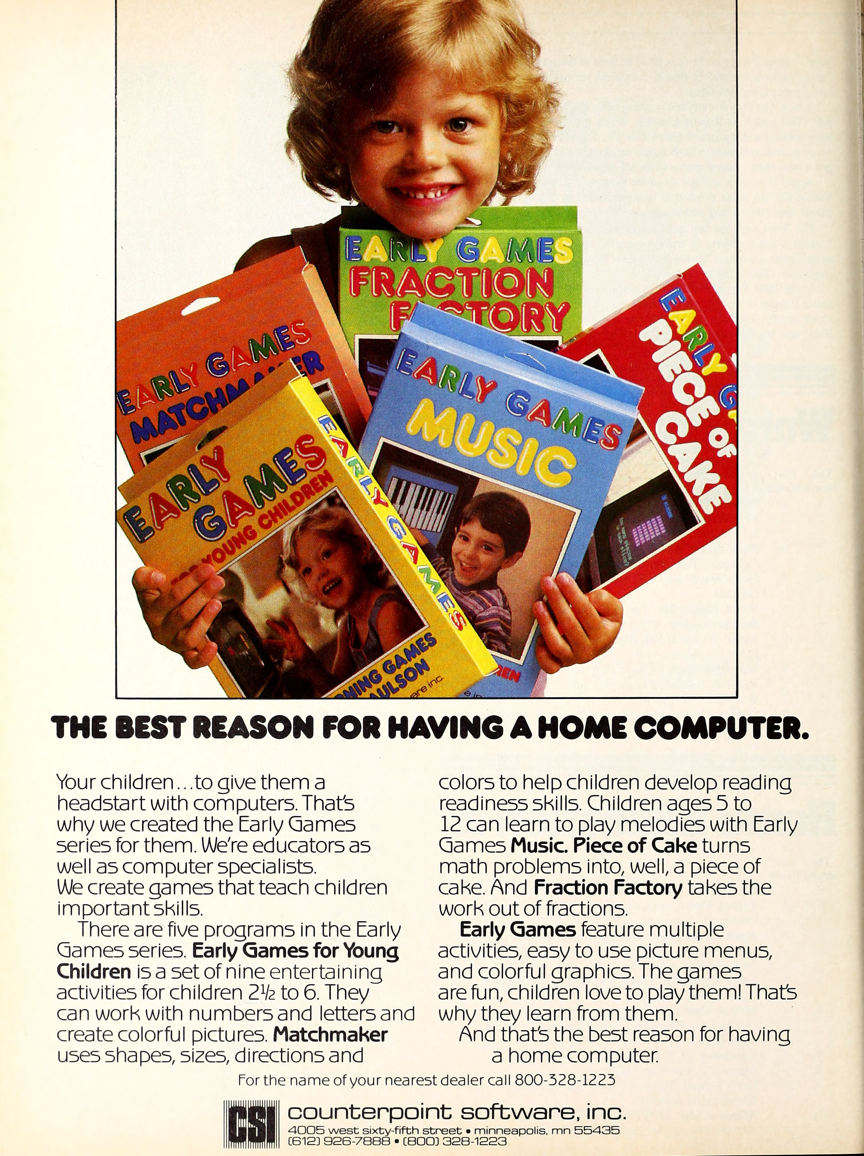 EARLY GAMES
FRACTION
FACTORY
EARLY GAMES
MATCHMAKER
EARLY GAMES
MUSIC
EARLY
PIECE OF
CAKE
EARLY
GAMES
FOR YOUNG CHILDREN
EARLY GAMES
THE BEST REASON FOR HAVING A HOME COMPUTER.
Your children...to give them a
headstart with computers. That's
why we created the Early Games
series for them. We're educators as
well as computer specialists.
We create games that teach children
important skills.
There are five programs in the Early
Games series. Early Games for Young
Children is a set of nine entertaining
activities for children 2½ to 6. They
can work with numbers and letters and
create colorful pictures. Matchmaker
uses shapes, sizes, directions and
colors to help children develop reading
readiness skills. Children ages 5 to
12 can learn to play melodies with Early
Games Music. Piece of Cake turns
math problems into, well, a piece of
cake. And Fraction Factory takes the
work out of fractions.
Early Games feature multiple
activities, easy to use picture menus,
and colorful graphics. The games
are fun, children love to play them! That's
why they learn from them.
And that's the best reason for having
a home computer.
For the name of your nearest dealer call 800-328-1223
CSI
counterpoint software, inc.
4005 west sixty-fifth street • minneapolis, mn 55435
(612) 926-7888 • (800) 328-1223